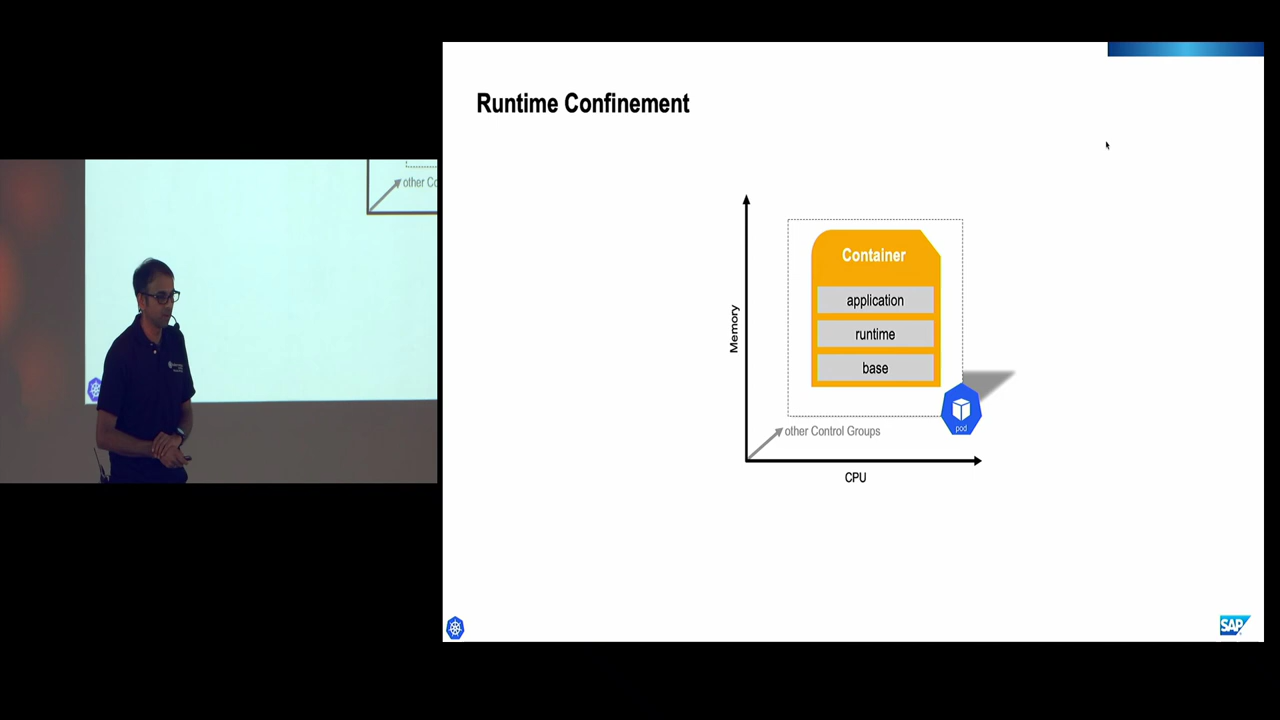 Runtime Confinement
Memory
Container
application
runtime
base
pod
other Control Groups
CPU
SAP
other Co